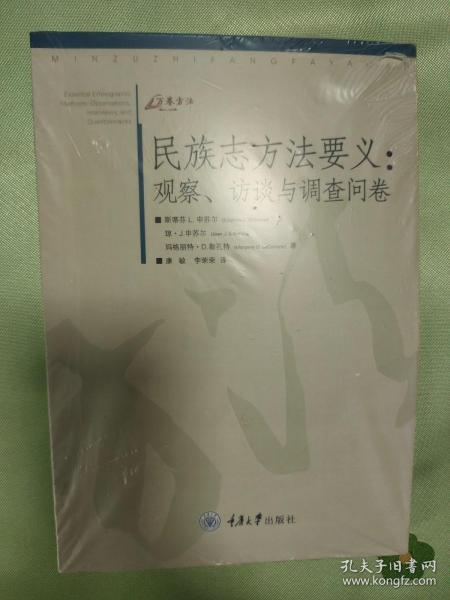 MINZUZHIFANGFAYAOYI
Essential Ethnographic
Methods: Observations,
Interviews, and
Questionnaires
万卷方法
民族志方法要义：
观察、访谈与调查问卷
■ 斯蒂芬 L. 申苏尔
琼·J. 申苏尔
玛格丽特·D. 勒孔特 著
■ 康敏 李荣荣 译
重庆大学出版社
孔夫子旧书网
www.kongfz.com